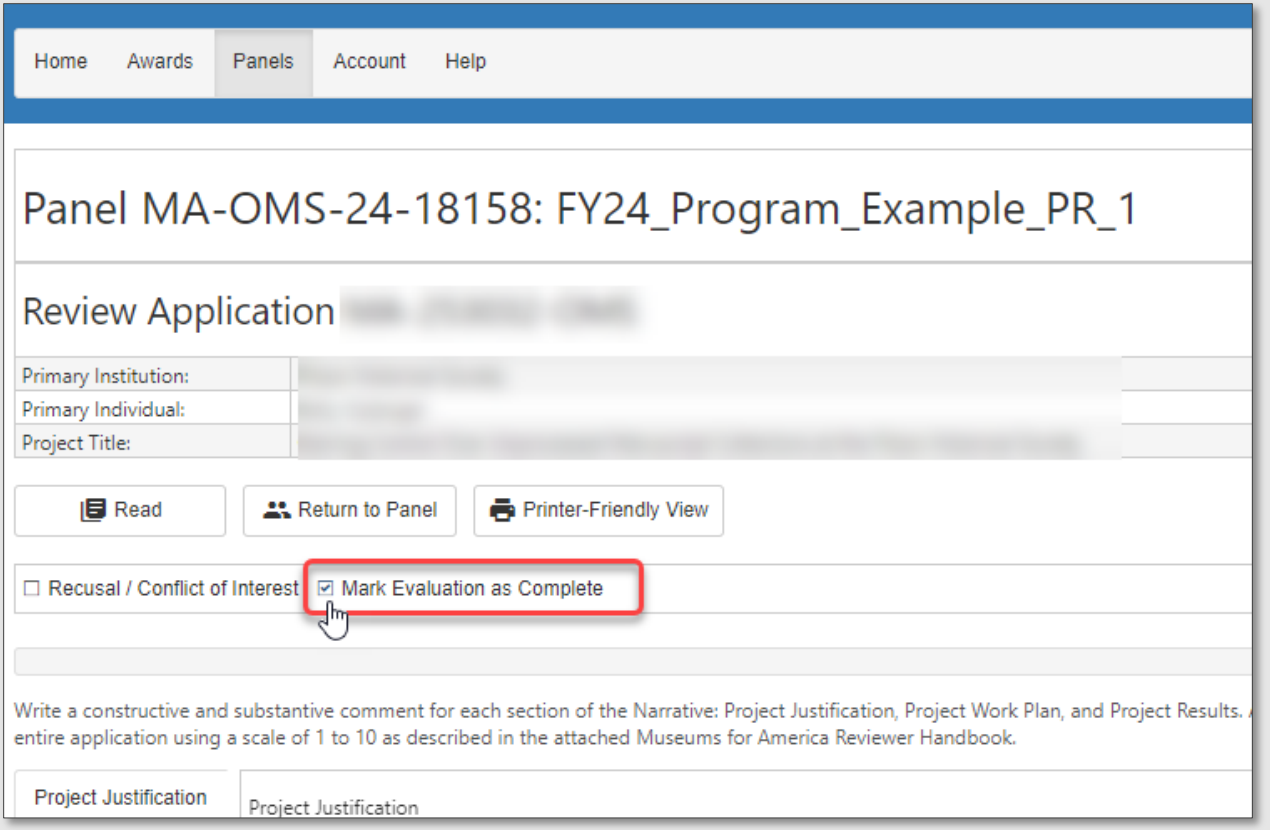 Home Awards Panels Account Help
Panel MA-OMS-24-18158: FY24_Program_Example_PR_1
Review Application
Primary Institution:
Primary Individual:
Project Title:
Read Return to Panel Printer-Friendly View
Recusal / Conflict of Interest Mark Evaluation as Complete
Write a constructive and substantive comment for each section of the Narrative: Project Justification, Project Work Plan, and Project Results.
entire application using a scale of 1 to 10 as described in the attached Museums for America Reviewer Handbook.
Project Justification
Project Justification